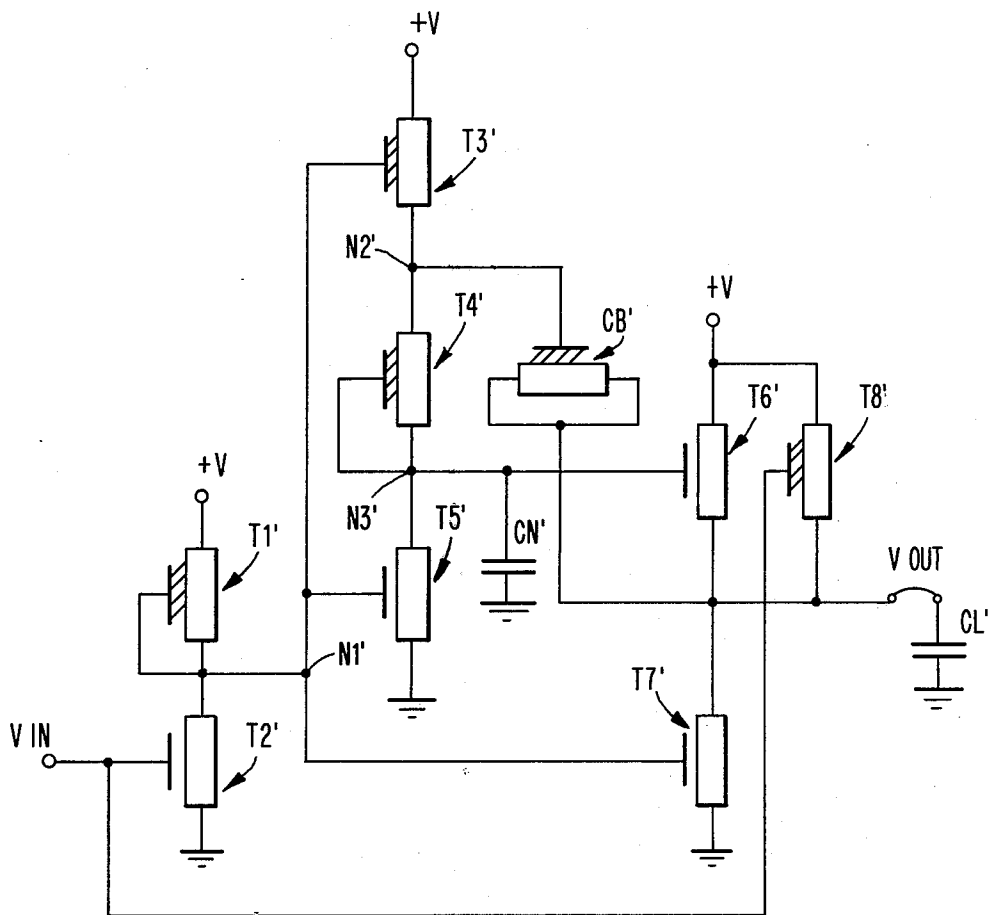 +V
T3'
N2'
+V
T4'
CB'
T6'
T8'
+V
N3'
T5'
CN'
T1'
V OUT
CL'
N1'
T7'
V IN
T2'